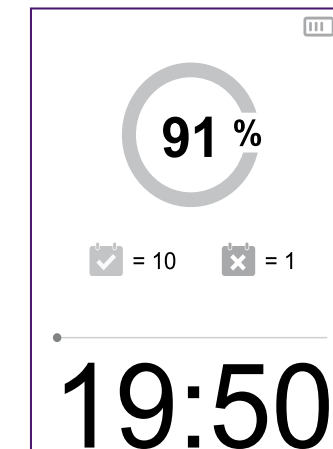 91 %
= 10 = 1
19:50